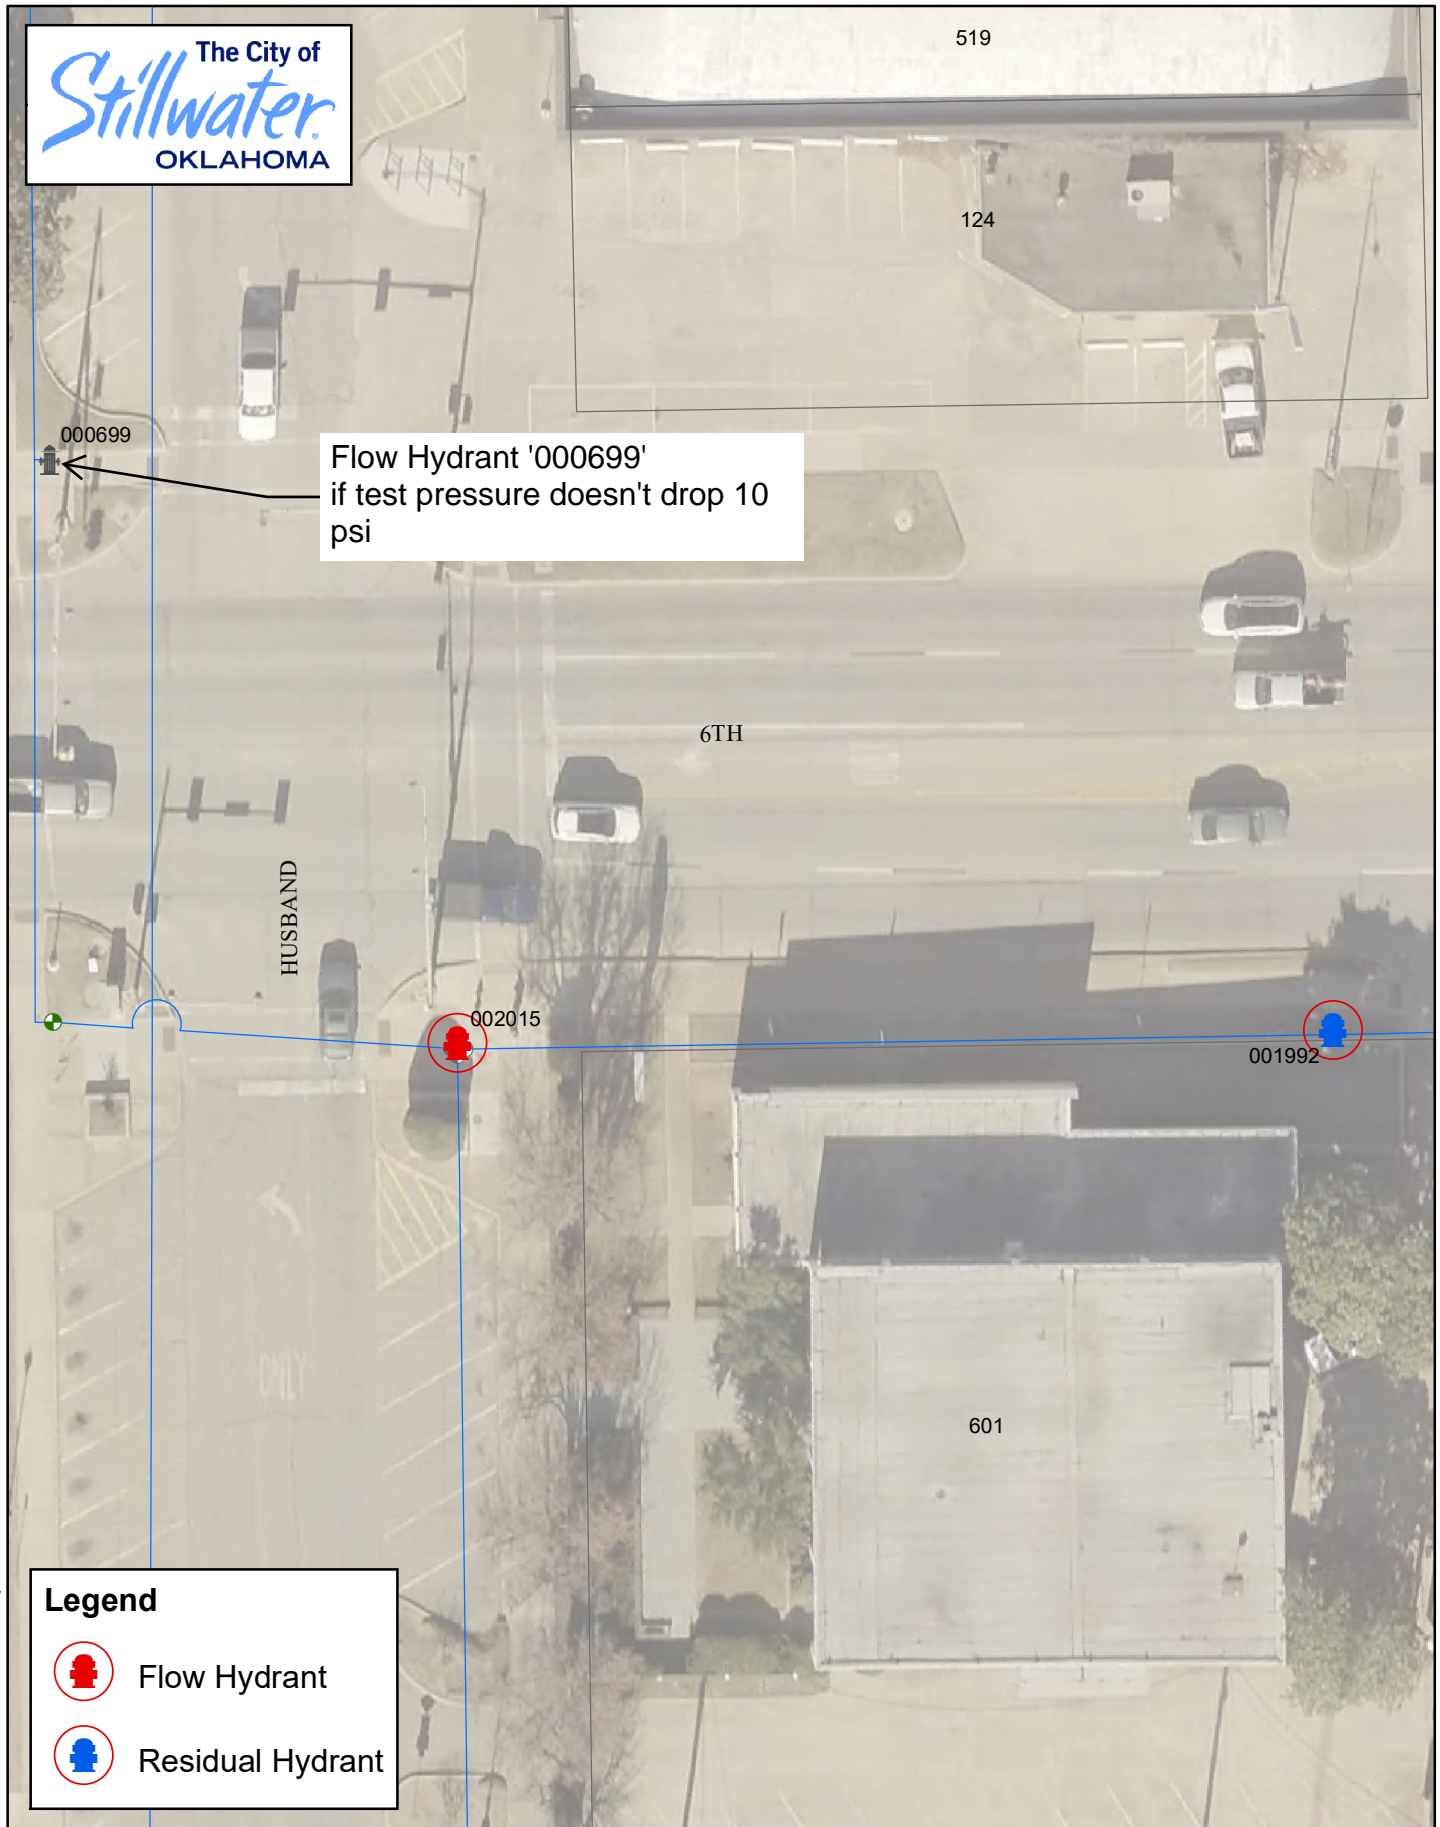 The City of
Stillwater
OKLAHOMA
519
124
000699
Flow Hydrant '000699'
if test pressure doesn't drop 10
psi
6TH
HUSBAND
002015
001992
ONLY
601
Legend
Flow Hydrant
Residual Hydrant